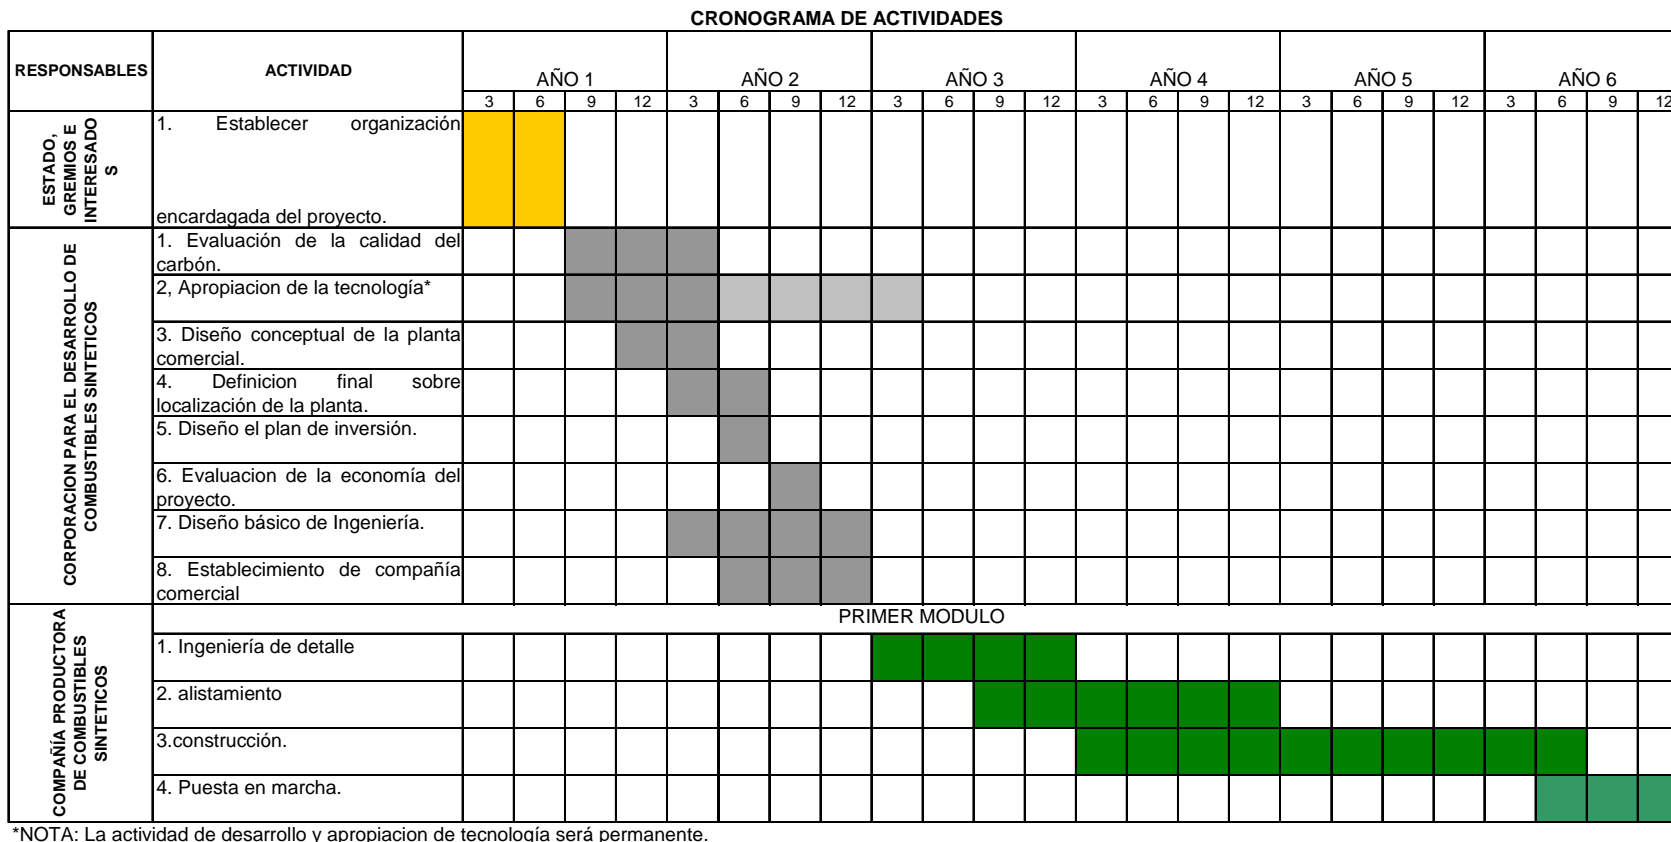 CRONOGRAMA DE ACTIVIDADES
RESPONSABLES ACTIVIDAD AÑO 1 AÑO 2 AÑO 3 AÑO 4 AÑO 5 AÑO 6
3 6 9 12 3 6 9 12 3 6 9 12 3 6 9 12 3 6 9 12 3 6 9 12
ESTADO,
GREMIOS E
INTERESADO
S
1. Establecer organización
encardagada del proyecto.
CORPORACION PARA EL DESARROLLO DE
COMBUSTIBLES SINTETICOS
1. Evaluación de la calidad del
carbón.
2, Apropiacion de la tecnología*
3. Diseño conceptual de la planta
comercial.
4. Definicion final sobre
localización de la planta.
5. Diseño el plan de inversión.
6. Evaluacion de la economía del
proyecto.
7. Diseño básico de Ingeniería.
8. Establecimiento de compañía
comercial
COMPAÑÍA PRODUCTORA
DE COMBUSTIBLES
SINTETICOS
PRIMER MODULO
1. Ingeniería de detalle
2. alistamiento
3.construcción.
4. Puesta en marcha.
*NOTA: La actividad de desarrollo y apropiacion de tecnología será permanente.